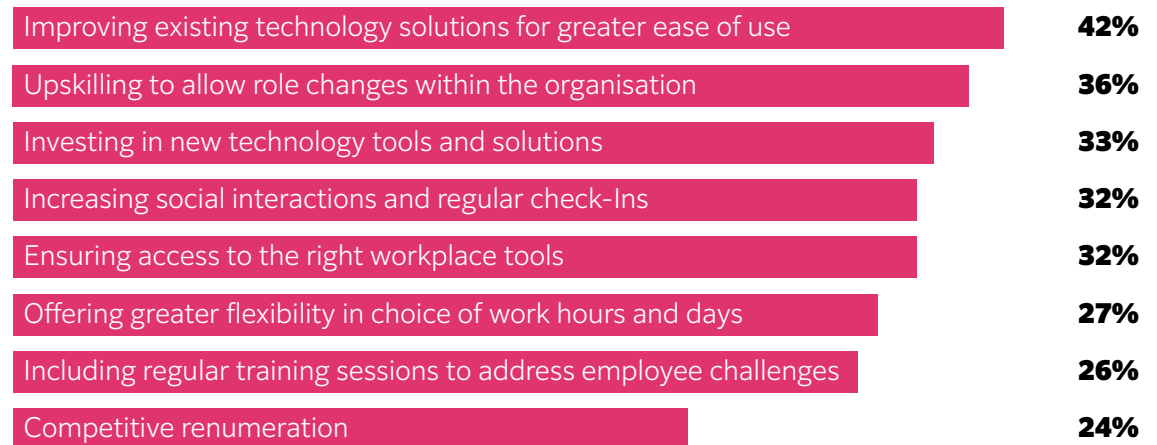 Improving existing technology solutions for greater ease of use 42%
Upskilling to allow role changes within the organisation 36%
Investing in new technology tools and solutions 33%
Increasing social interactions and regular check-Ins 32%
Ensuring access to the right workplace tools 32%
Offering greater flexibility in choice of work hours and days 27%
Including regular training sessions to address employee challenges 26%
Competitive renumeration 24%